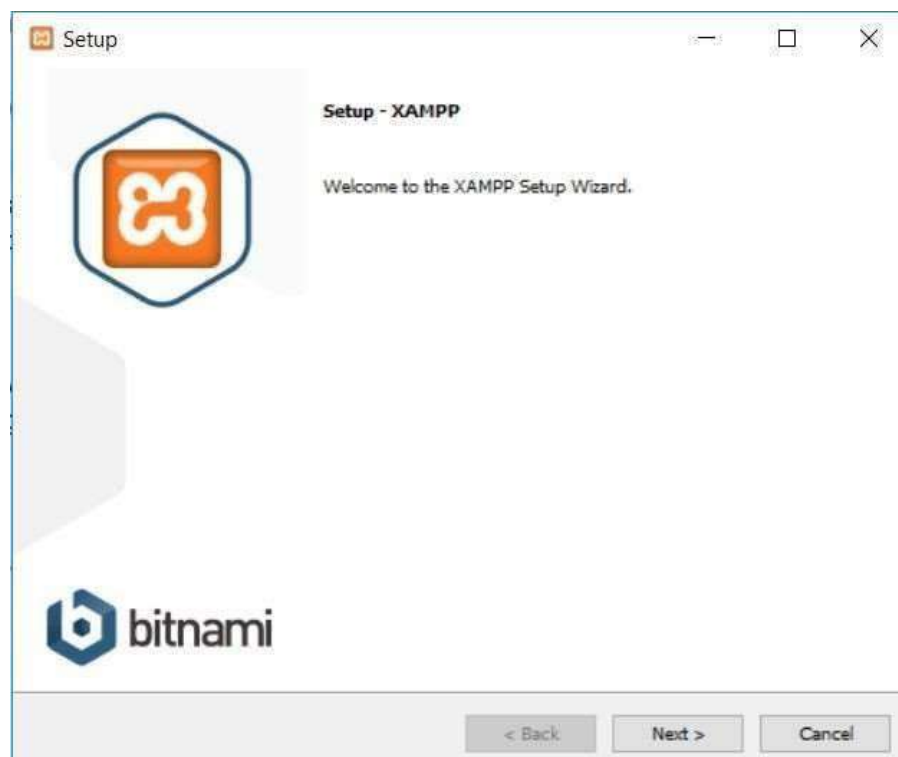 Setup
Setup - XAMPP
Welcome to the XAMPP Setup Wizard.
bitnami
< Back
Next >
Cancel